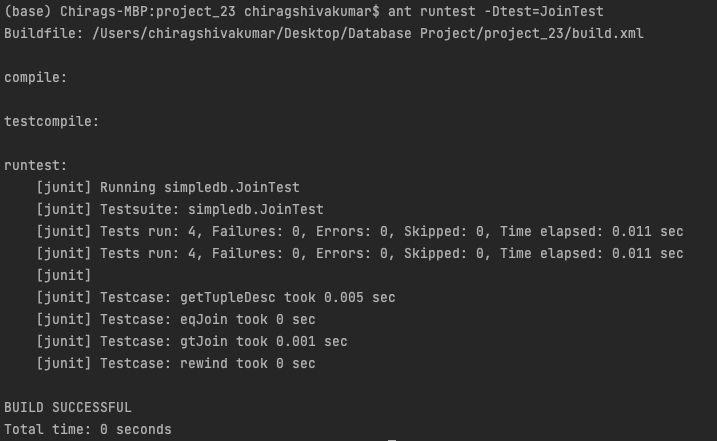 (base) Chirags-MBP:project_23 chiragshivakumar$ ant runtest -Dtest=JoinTest
Buildfile: /Users/chiragshivakumar/Desktop/Database Project/project_23/build.xml
compile:
testcompile:
runtest:
[junit] Running simpledb.JoinTest
[junit] Testsuite: simpledb.JoinTest
[junit] Tests run: 4, Failures: 0, Errors: 0, Skipped: 0, Time elapsed: 0.011 sec
[junit] Tests run: 4, Failures: 0, Errors: 0, Skipped: 0, Time elapsed: 0.011 sec
[junit]
[junit] Testcase: getTupleDesc took 0.005 sec
[junit] Testcase: eqJoin took 0 sec
[junit] Testcase: gtJoin took 0.001 sec
[junit] Testcase: rewind took 0 sec
BUILD SUCCESSFUL
Total time: 0 seconds